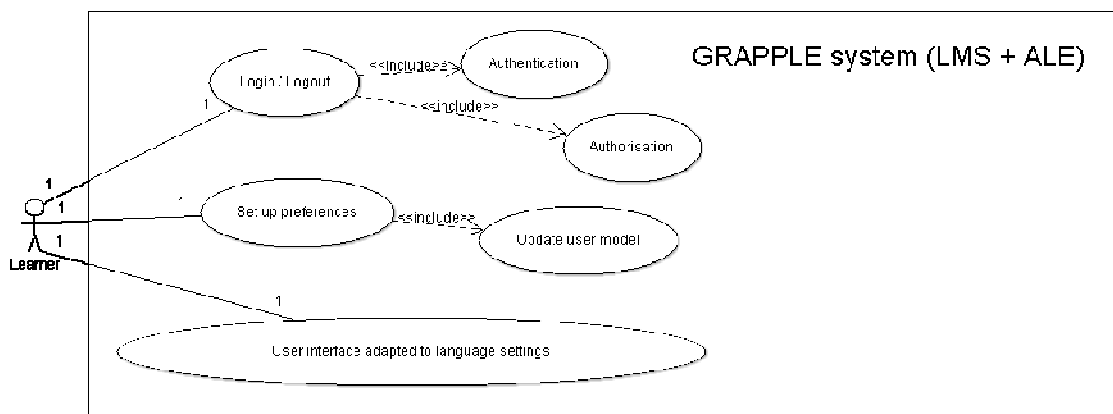 GRAPPLE system (LMS + ALE)
Login / Logout
<<include>>
Authentication
<<include>>
Authorisation
1
1
1
1
Set up preferences
<<include>>
Update user model
1
Learner
1
User interface adapted to language settings